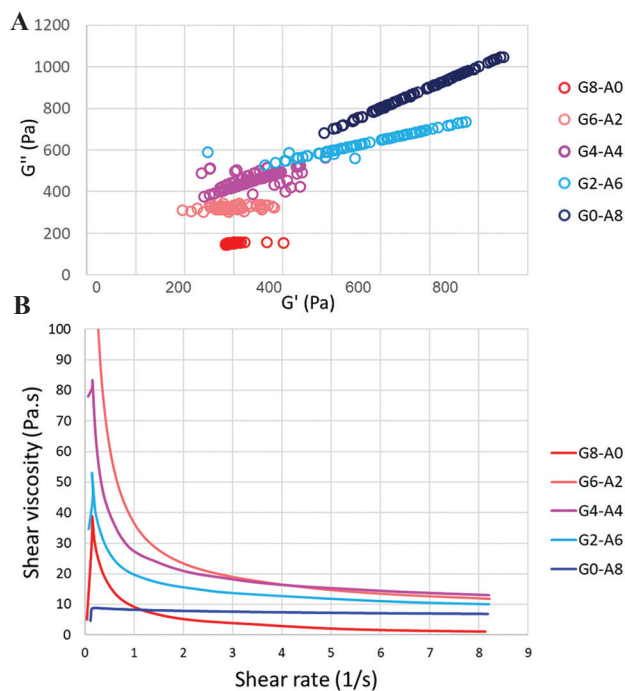 A
1200
1000
800
600
400
200
0
G'' (Pa)
0 200 400 600 800
G' (Pa)
G8-A0
G6-A2
G4-A4
G2-A6
G0-A8
B
100
90
80
70
60
50
40
30
20
10
0
Shear viscosity (Pa.s)
0 1 2 3 4 5 6 7 8 9
Shear rate (1/s)
G8-A0
G6-A2
G4-A4
G2-A6
G0-A8